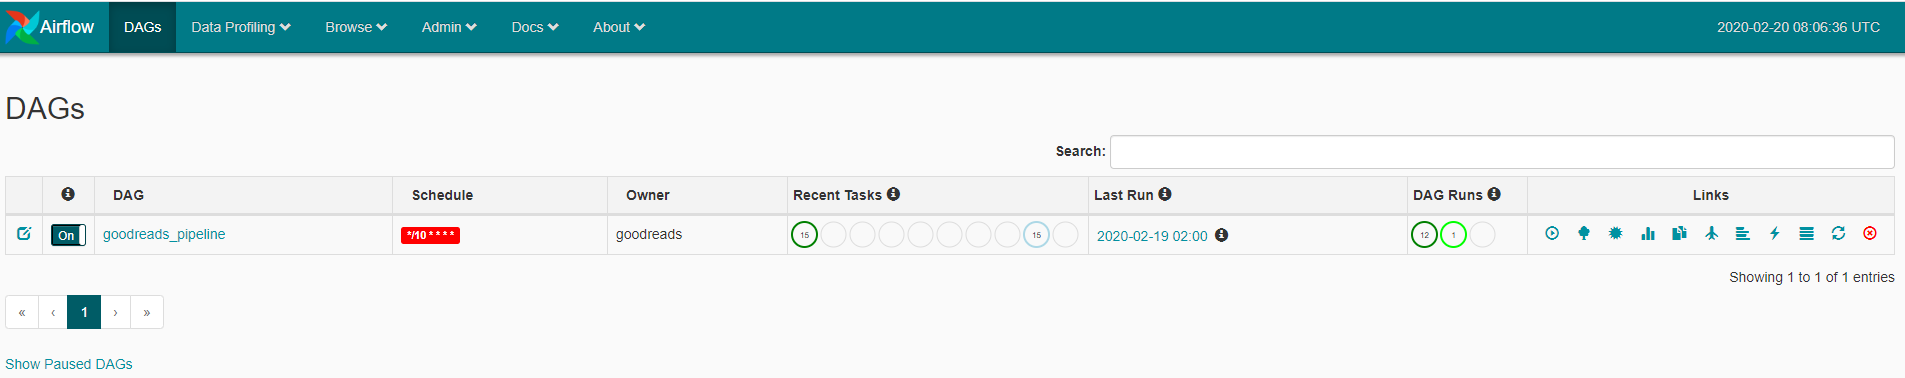 Airflow DAGs Data Profiling Browse Admin Docs About 2020-02-20 08:06:36 UTC
DAGs
Search:
DAG Schedule Owner Recent Tasks Last Run DAG Runs Links
On goodreads_pipeline */10 * * * * goodreads 15 15 2020-02-19 02:00 12 1
Showing 1 to 1 of 1 entries
« ‹ 1 › »
Show Paused DAGs